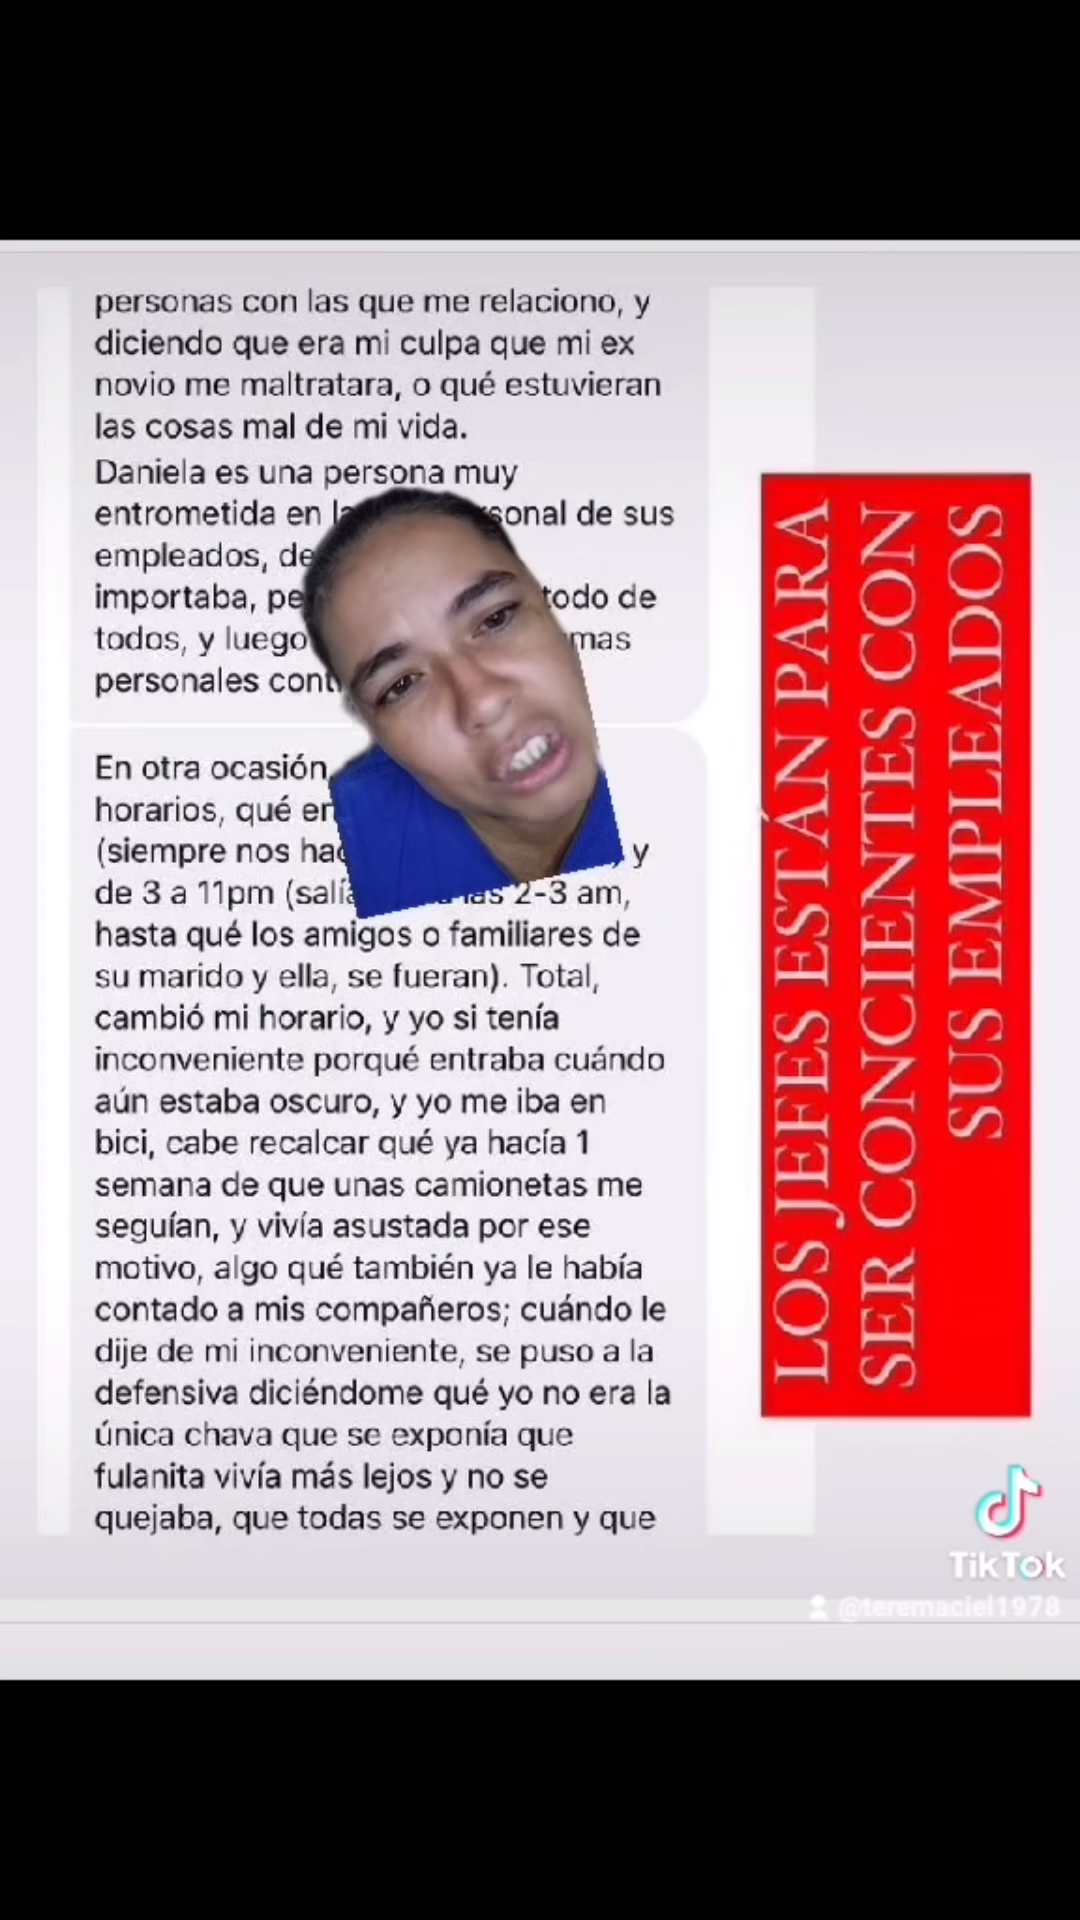 personas con las que me relaciono, y
diciendo que era mi culpa que mi ex
novio me maltratara, o qué estuvieran
las cosas mal de mi vida.
Daniela es una persona muy
entrometida en sonal de sus
empleados,
importaba, todo de
todos, y luego mas
personales
En otra ocasión,
horarios, qué
(siempre nos y
de 3 a 11pm 2-3 am,
hasta qué los amigos o familiares de
su marido y ella, se fueran). Total,
cambió mi horario, y yo si tenía
inconveniente porqué entraba cuándo
aún estaba oscuro, y yo me iba en
bici, cabe recalcar qué ya hacía 1
semana de que unas camionetas me
seguían, y vivía asustada por ese
motivo, algo qué también ya le había
contado a mis compañeros; cuándo le
dije de mi inconveniente, se puso a la
defensiva diciéndome qué yo no era la
única chava que se exponía que
fulanita vivía más lejos y no se
quejaba, que todas se exponen y que
LOS JEFES ESTÁN PARA
SER CONCIENTES CON
SUS EMPLEADOS
TikTok
@teremaciel1978